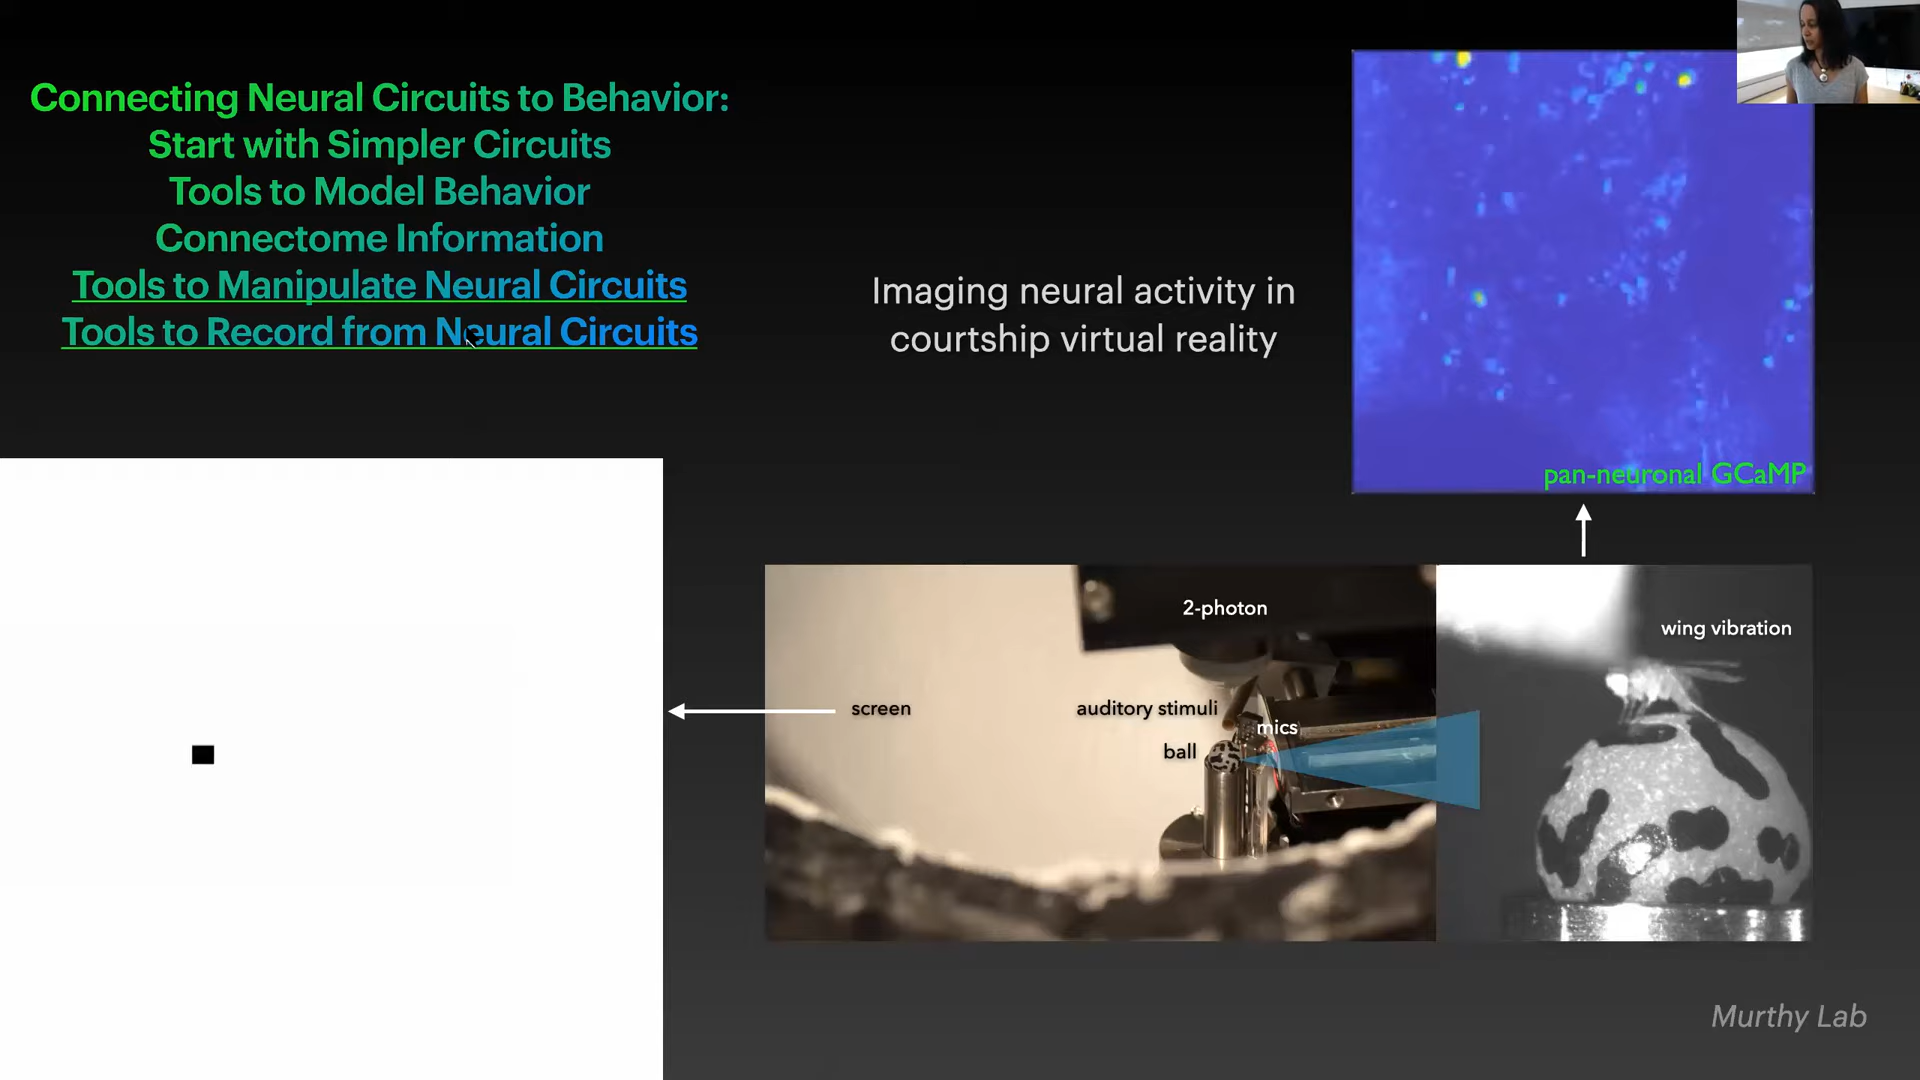 Connecting Neural Circuits to Behavior:
Start with Simpler Circuits
Tools to Model Behavior
Connectome Information
Tools to Manipulate Neural Circuits
Tools to Record from Neural Circuits
Imaging neural activity in
courtship virtual reality
pan-neuronal GCaMP
2-photon
wing vibration
screen
auditory stimuli
mics
ball
Murthy Lab